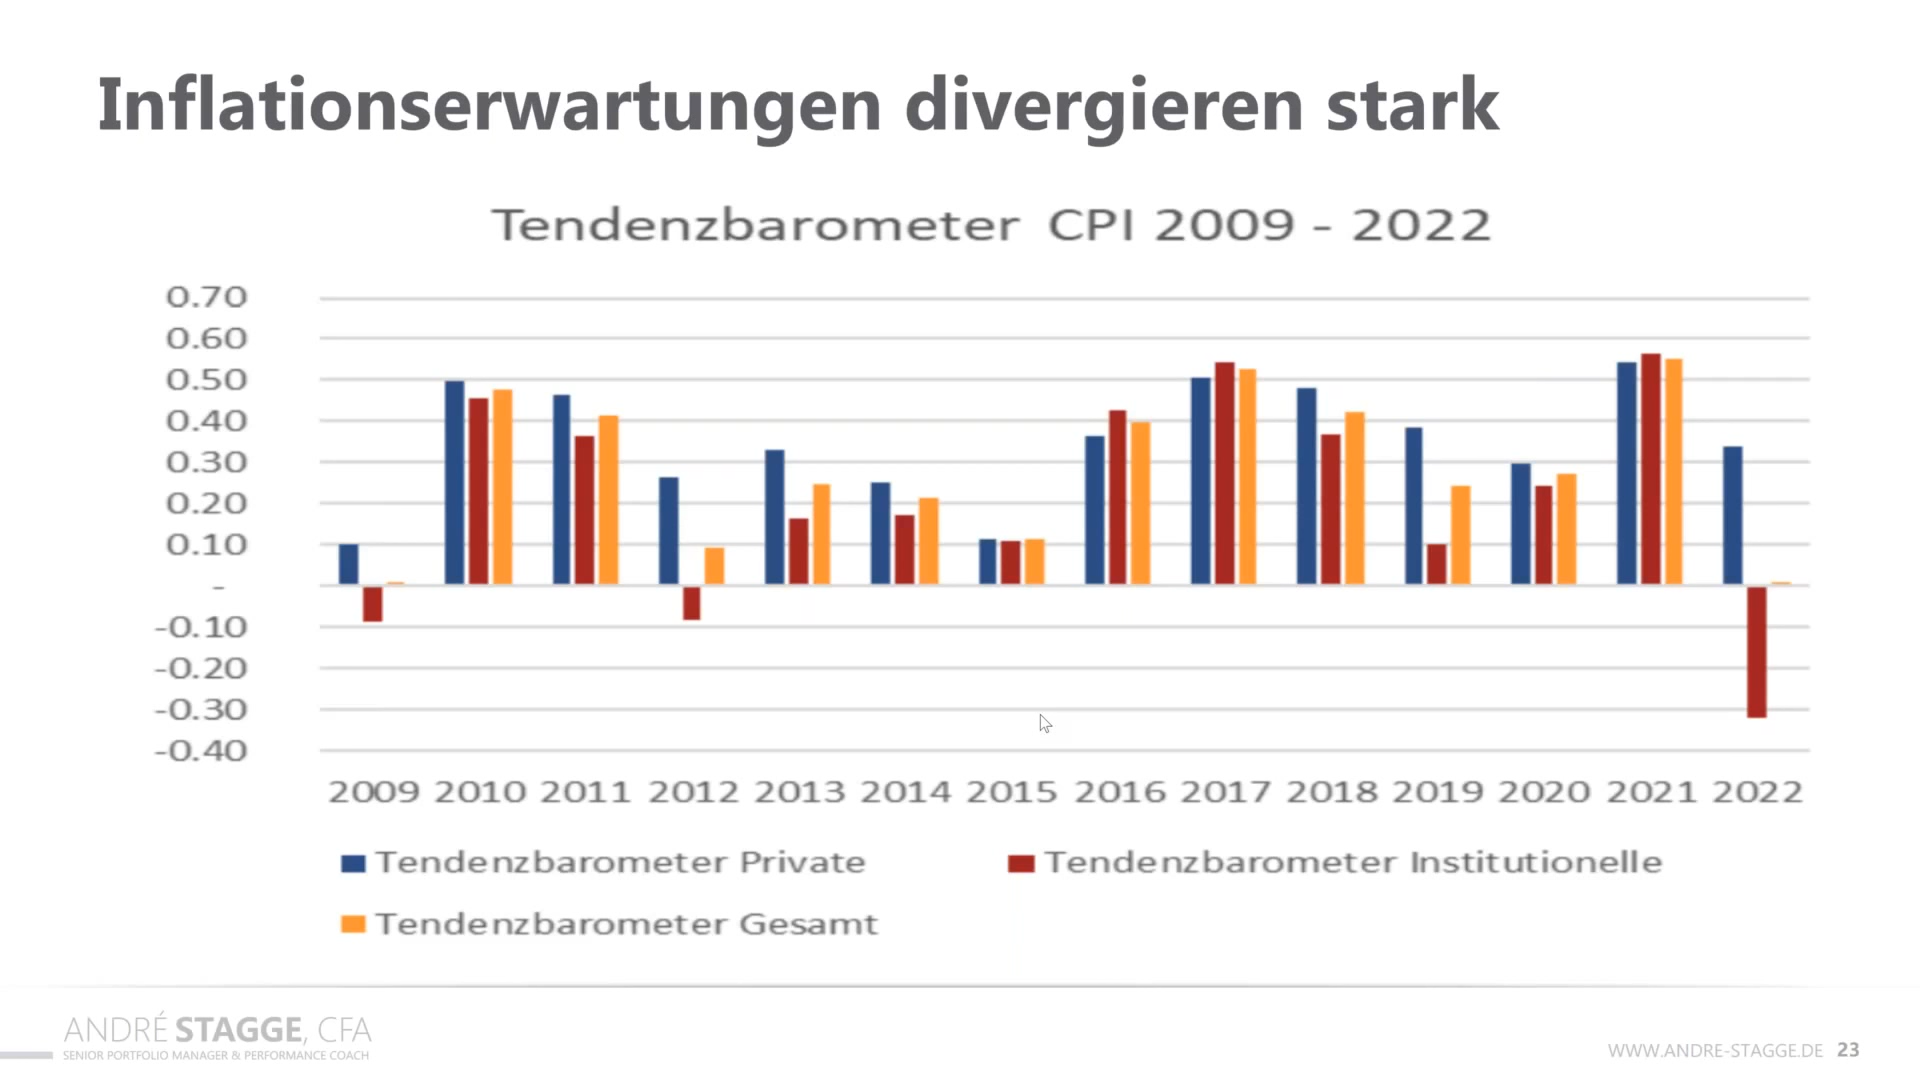 Inflationserwartungen divergieren stark
Tendenzbarometer CPI 2009 - 2022
0.70
0.60
0.50
0.40
0.30
0.20
0.10
-
-0.10
-0.20
-0.30
-0.40
2009 2010 2011 2012 2013 2014 2015 2016 2017 2018 2019 2020 2021 2022
Tendenzbarometer Private Tendenzbarometer Institutionelle
Tendenzbarometer Gesamt
ANDRÉ STAGGE, CFA
SENIOR PORTFOLIO MANAGER & PERFORMANCE COACH
WWW.ANDRE-STAGGE.DE 23